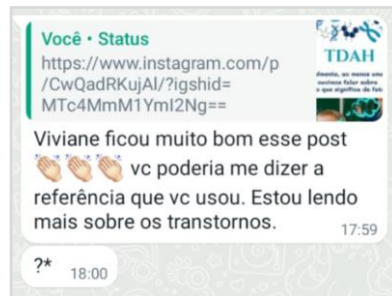 Você • Status
https://www.instagram.com/p
/CwQadRKujAl/?igshid=
MTc4MmM1YmI2Ng==
TDAH
Viviane ficou muito bom esse post
👏🏻👏🏻👏🏻 vc poderia me dizer a
referência que vc usou. Estou lendo
mais sobre os transtornos.
17:59
?*
18:00